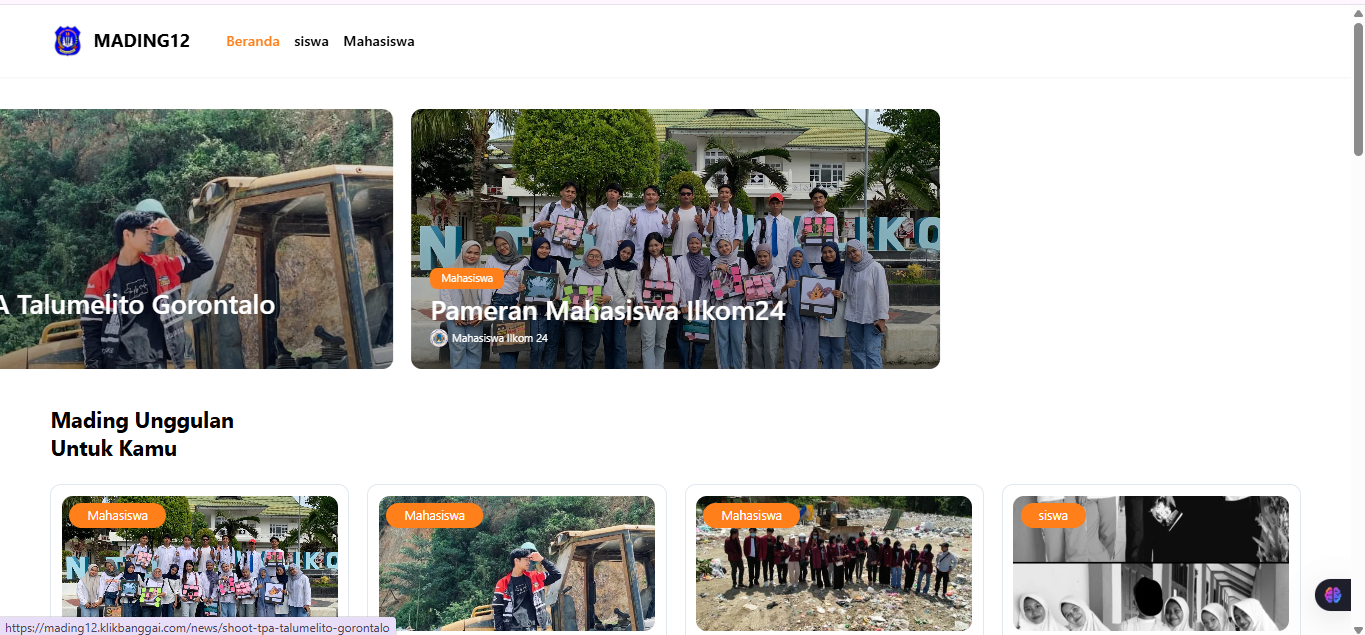 MADING12
Beranda siswa Mahasiswa
A Talumelito Gorontalo
Mahasiswa
Pameran Mahasiswa Ilkom24
Mahasiswa Ilkom 24
Mading Unggulan
Untuk Kamu
Mahasiswa
Mahasiswa
Mahasiswa
siswa
https://mading12.klikbanggai.com/news/shoot-tpa-talumelito-gorontalo